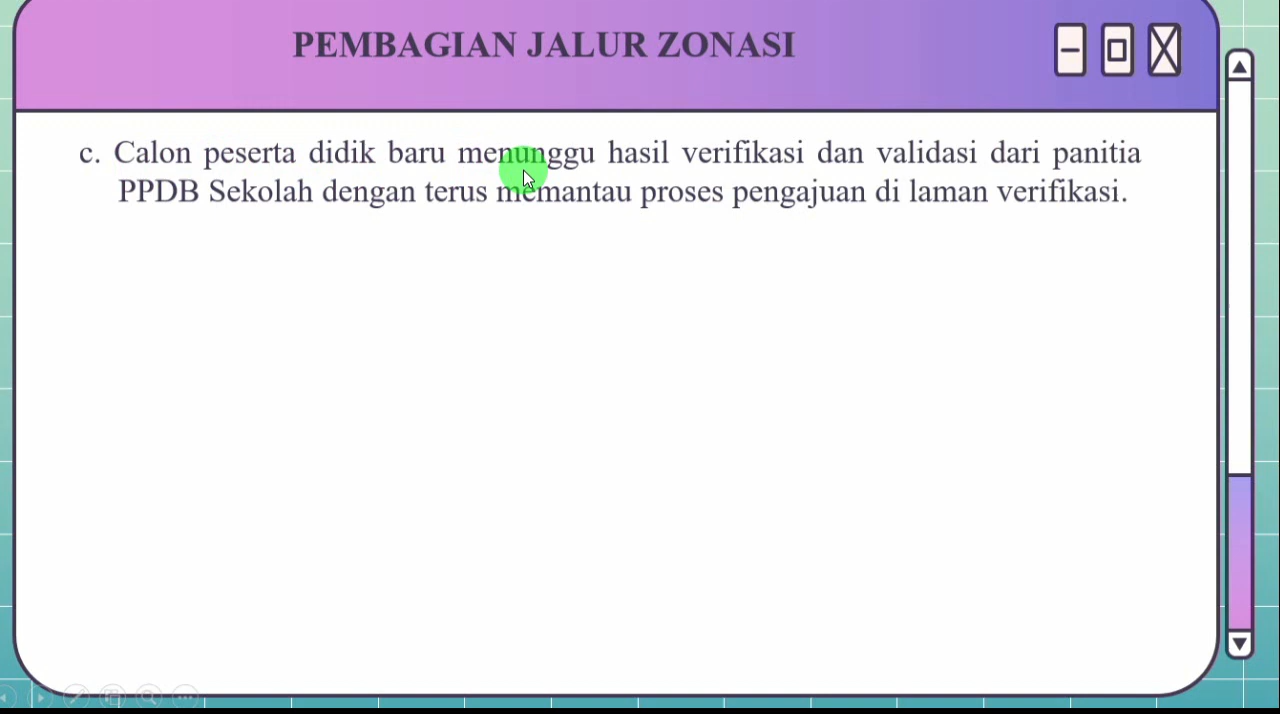 PEMBAGIAN JALUR ZONASI
c. Calon peserta didik baru menunggu hasil verifikasi dan validasi dari panitia
PPDB Sekolah dengan terus memantau proses pengajuan di laman verifikasi.